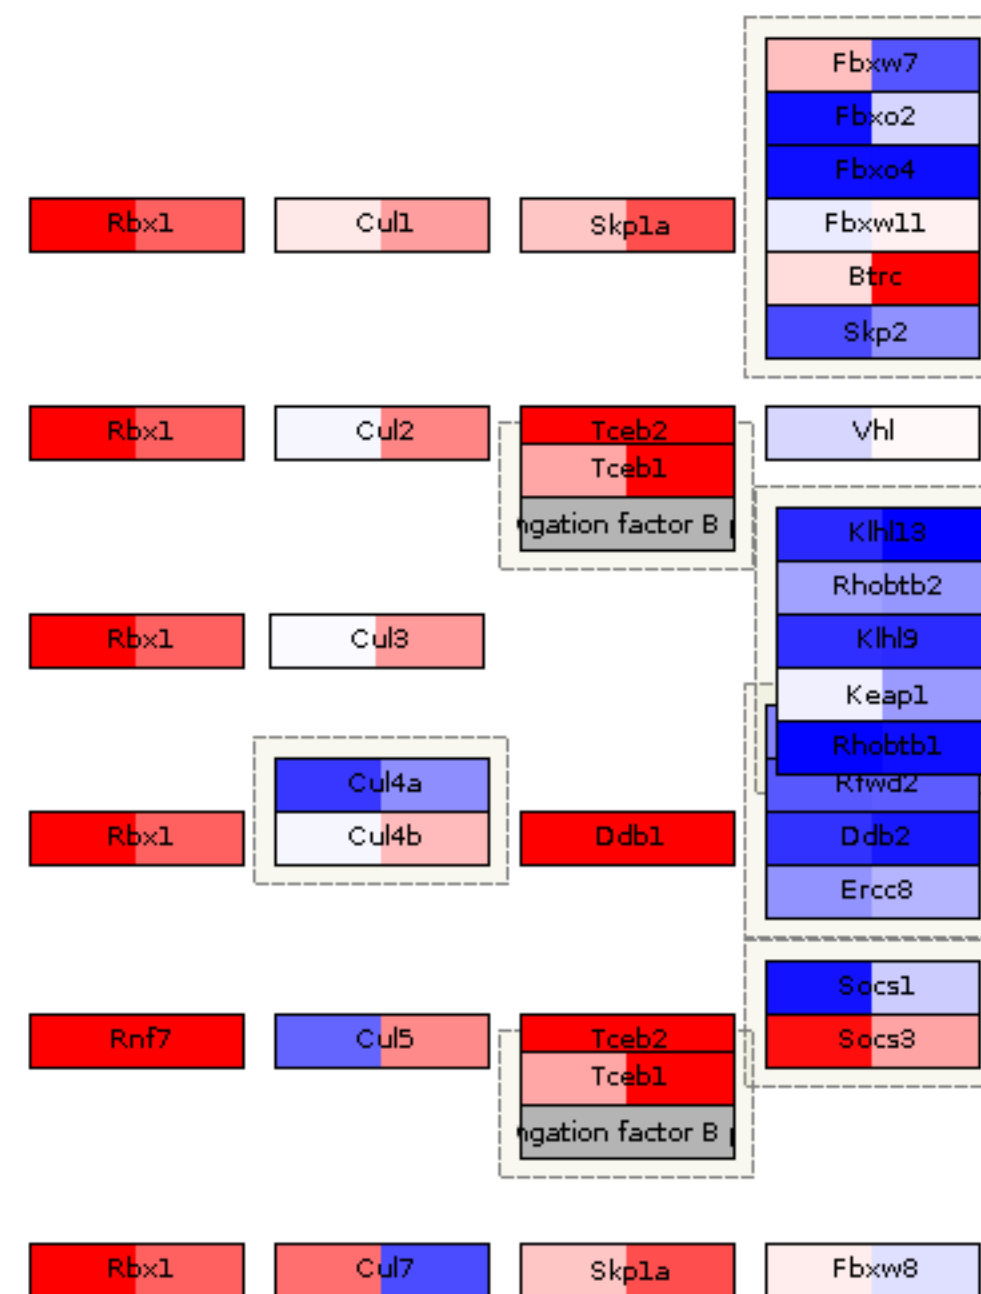 Fbxw7
Fbxo2
Fbxo4
Rbx1
Cul1
Skp1a
Fbxw11
Btrc
Skp2
Rbx1
Cul2
Tceb2
Vhl
Tceb1
ngation factor B
Klhl13
Rhobtb2
Rbx1
Cul3
Klhl9
Keap1
Rhobtb1
Cul4a
Rfwd2
Rbx1
Cul4b
Ddb1
Ddb2
Ercc8
Socs1
Rnf7
Cul5
Tceb2
Socs3
Tceb1
ngation factor B
Rbx1
Cul7
Skp1a
Fbxw8